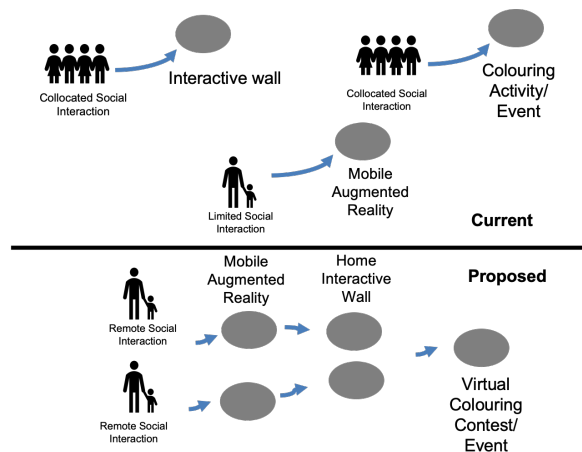 Interactive wall
Collocated Social
Interaction
Colouring
Activity/
Event
Collocated Social
Interaction
Mobile
Augmented
Reality
Limited Social
Interaction
Current
Proposed
Mobile
Augmented
Reality
Home
Interactive
Wall
Remote Social
Interaction
Remote Social
Interaction
Virtual
Colouring
Contest/
Event